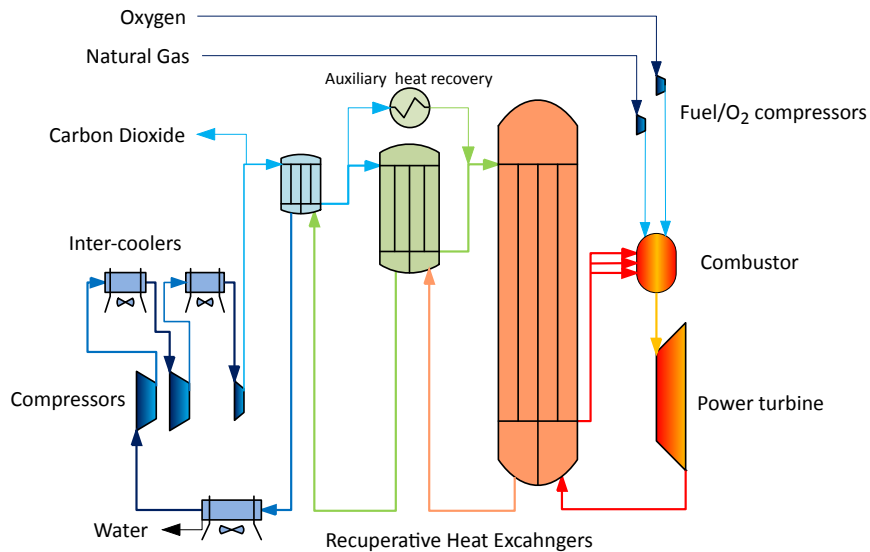 Oxygen
Natural Gas
Auxiliary heat recovery
Fuel/O₂ compressors
Carbon Dioxide
Inter-coolers
Combustor
Compressors
Power turbine
Water
Recuperative Heat Excahngers